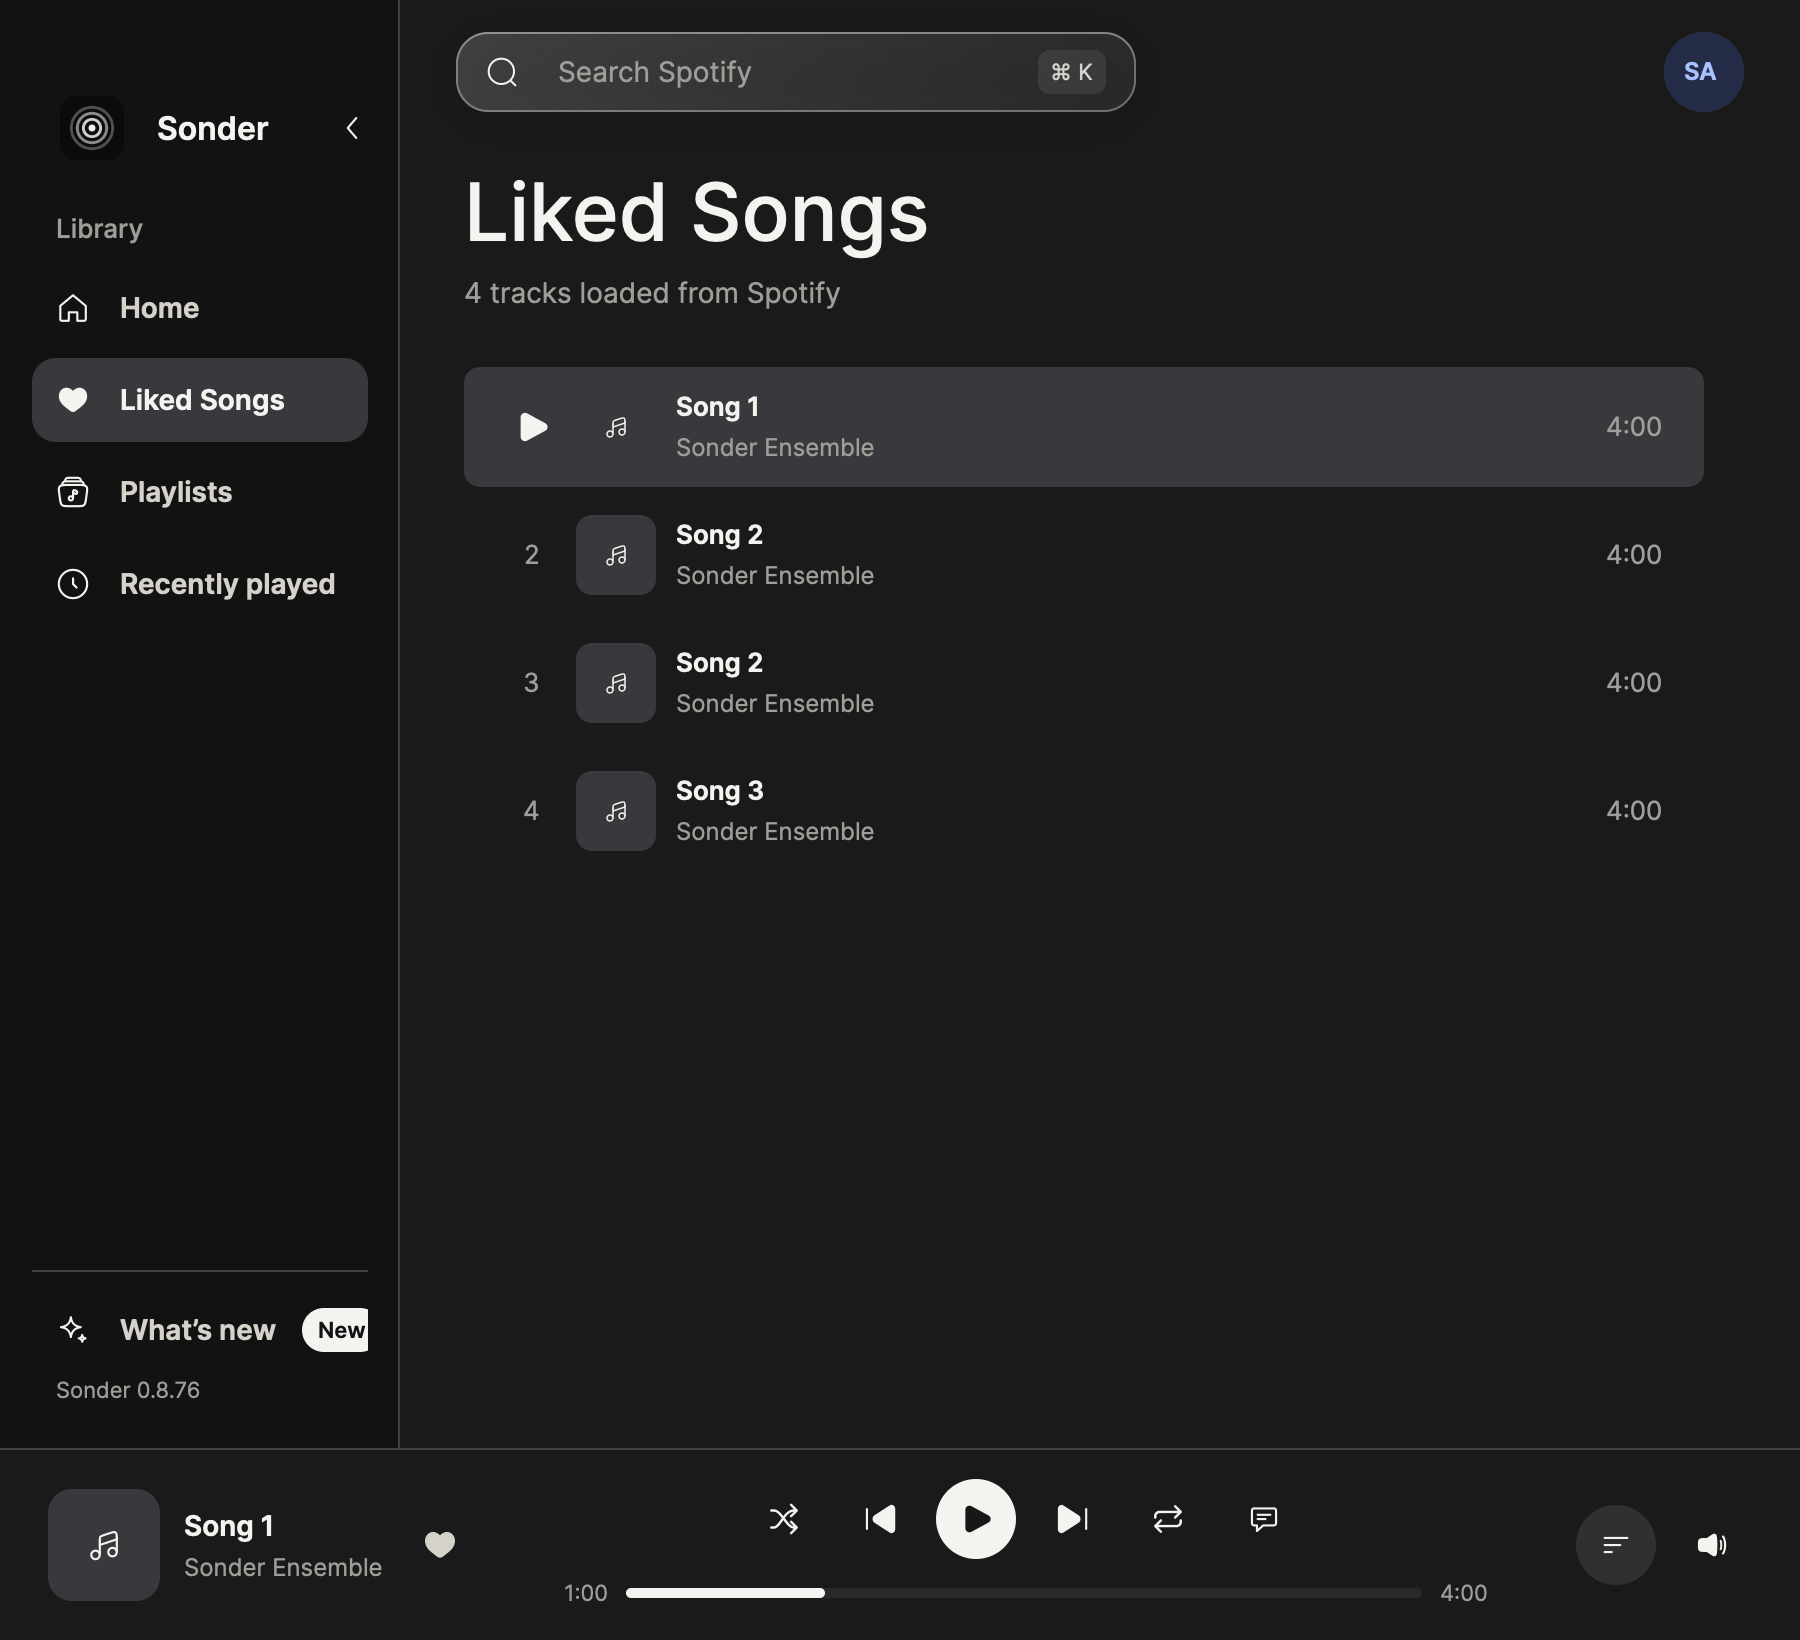 Search Spotify
⌘ K
SA
Sonder
Library
Home
Liked Songs
Playlists
Recently played
Liked Songs
4 tracks loaded from Spotify
Song 1
Sonder Ensemble
4:00
2
Song 2
Sonder Ensemble
4:00
3
Song 2
Sonder Ensemble
4:00
4
Song 3
Sonder Ensemble
4:00
What’s new
New
Sonder 0.8.76
Song 1
Sonder Ensemble
1:00
4:00